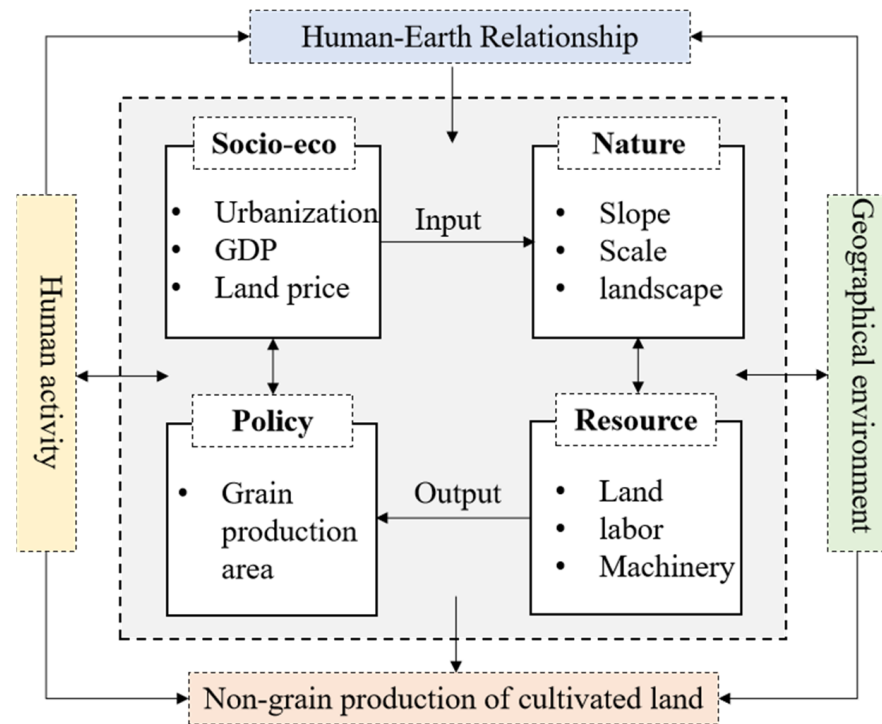 Human-Earth Relationship
Socio-eco
• Urbanization
• GDP
• Land price
Input
Nature
• Slope
• Scale
• landscape
Human activity
Geographical environment
Policy
• Grain
production
area
Output
Resource
• Land
• labor
• Machinery
Non-grain production of cultivated land